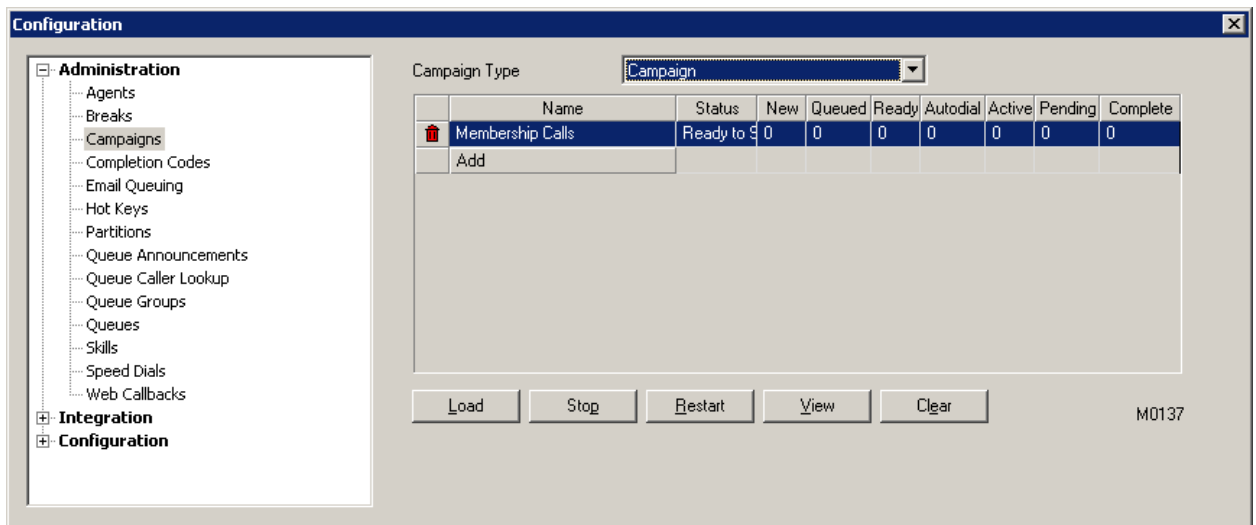 Configuration
Administration
Agents
Breaks
Campaigns
Completion Codes
Email Queuing
Hot Keys
Partitions
Queue Announcements
Queue Caller Lookup
Queue Groups
Queues
Skills
Speed Dials
Web Callbacks
Integration
Configuration
Campaign Type Campaign
Name Status New Queued Ready Autodial Active Pending Complete
Membership Calls Ready to S 0 0 0 0 0 0 0
Add
Load Stop Restart View Clear
M0137